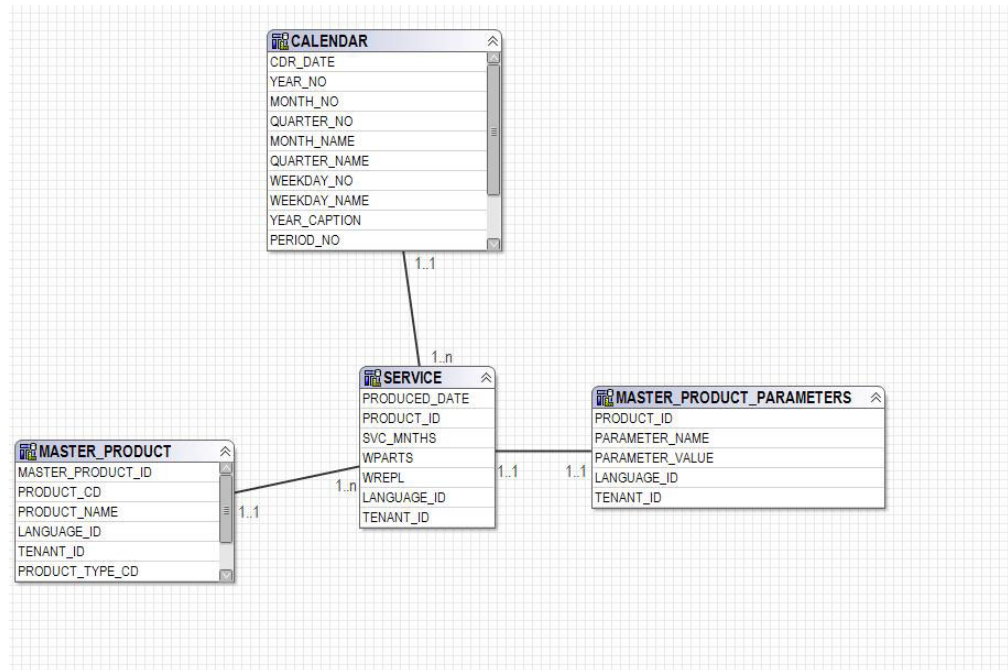 CALENDAR
CDR_DATE
YEAR_NO
MONTH_NO
QUARTER_NO
MONTH_NAME
QUARTER_NAME
WEEKDAY_NO
WEEKDAY_NAME
YEAR_CAPTION
PERIOD_NO
1..1
1..n
SERVICE
PRODUCED_DATE
PRODUCT_ID
SVC_MNTHS
WPARTS
WREPL
LANGUAGE_ID
TENANT_ID
1..1
1..1
MASTER_PRODUCT_PARAMETERS
PRODUCT_ID
PARAMETER_NAME
PARAMETER_VALUE
LANGUAGE_ID
TENANT_ID
MASTER_PRODUCT
MASTER_PRODUCT_ID
PRODUCT_CD
PRODUCT_NAME
LANGUAGE_ID
TENANT_ID
PRODUCT_TYPE_CD
1..1
1..n